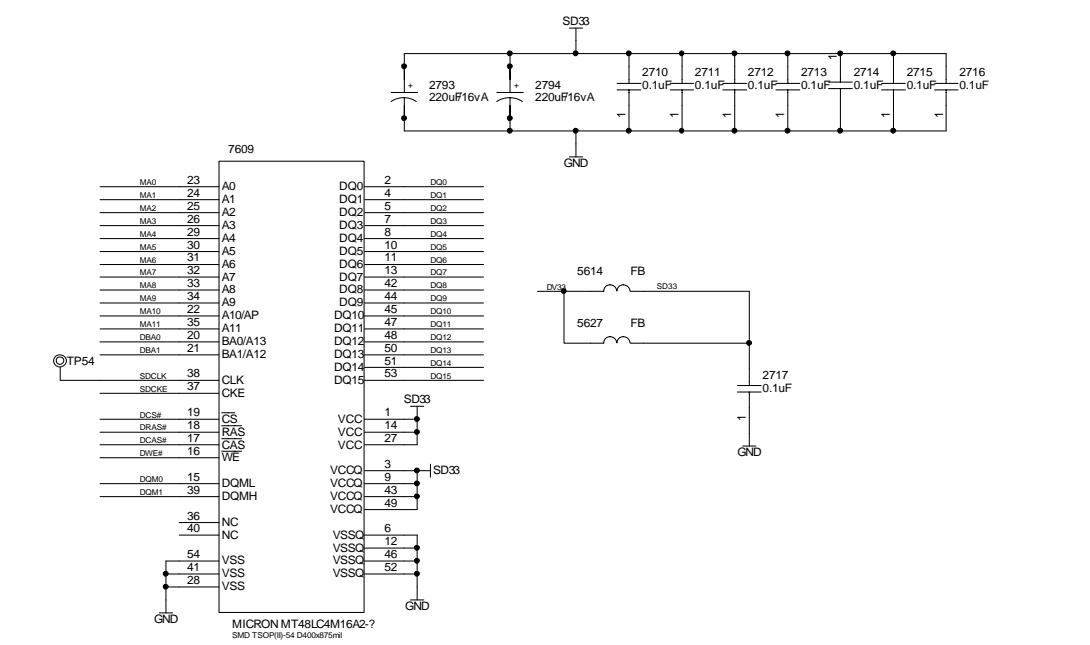 SD33
2793
220uF/16vA
2794
220uF/16vA
2710
0.1uF
2711
0.1uF
2712
0.1uF
2713
0.1uF
2714
0.1uF
2715
0.1uF
2716
0.1uF
1 1 1 1 1 1 1
GND
7609
MA0 23 A0 DQ0 2 DQ0
MA1 24 A1 DQ1 4 DQ1
MA2 25 A2 DQ2 5 DQ2
MA3 26 A3 DQ3 7 DQ3
MA4 29 A4 DQ4 8 DQ4
MA5 30 A5 DQ5 10 DQ5
MA6 31 A6 DQ6 11 DQ6
MA7 32 A7 DQ7 13 DQ7
MA8 33 A8 DQ8 42 DQ8
MA9 34 A9 DQ9 44 DQ9
MA10 22 A10/AP DQ10 45 DQ10
MA11 35 A11 DQ11 47 DQ11
DBA0 20 BA0/A13 DQ12 48 DQ12
DBA1 21 BA1/A12 DQ13 50 DQ13
DQ14 51 DQ14
TP54
SDCLK 38 CLK DQ15 53 DQ15
SDCKE 37 CKE
SD33
DCS# 19 CS VCC 1
DRAS# 18 RAS VCC 14
DCAS# 17 CAS VCC 27
DWE# 16 WE
VCCQ 3 SD33
DQM0 15 DQML VCCQ 9
DQM1 39 DQMH VCCQ 43
VCCQ 49
36 NC
40 NC VSSQ 6
VSSQ 12
54 VSS VSSQ 46
41 VSS VSSQ 52
28 VSS
GND
GND
MICRON MT48LC4M16A2-?
SMD TSOP(II)-54 D400x875mil
5614 FB
DV33 SD33
5627 FB
2717
0.1uF
1
GND